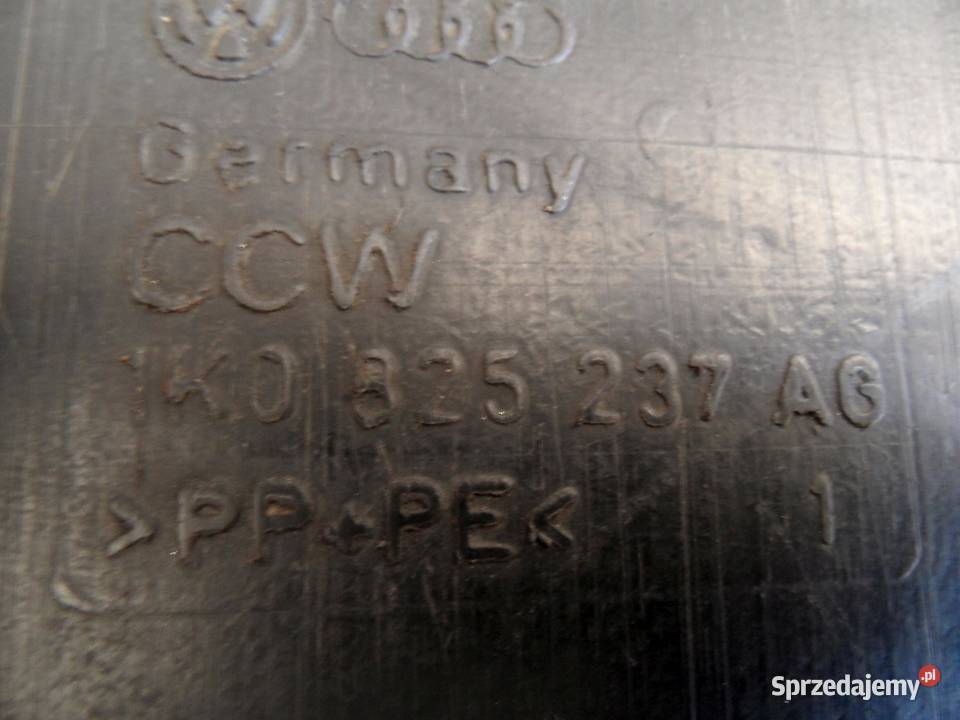 Germany
CCW
1K0 825 237 AG
>PP+PE< 1
Sprzedajemy.pl